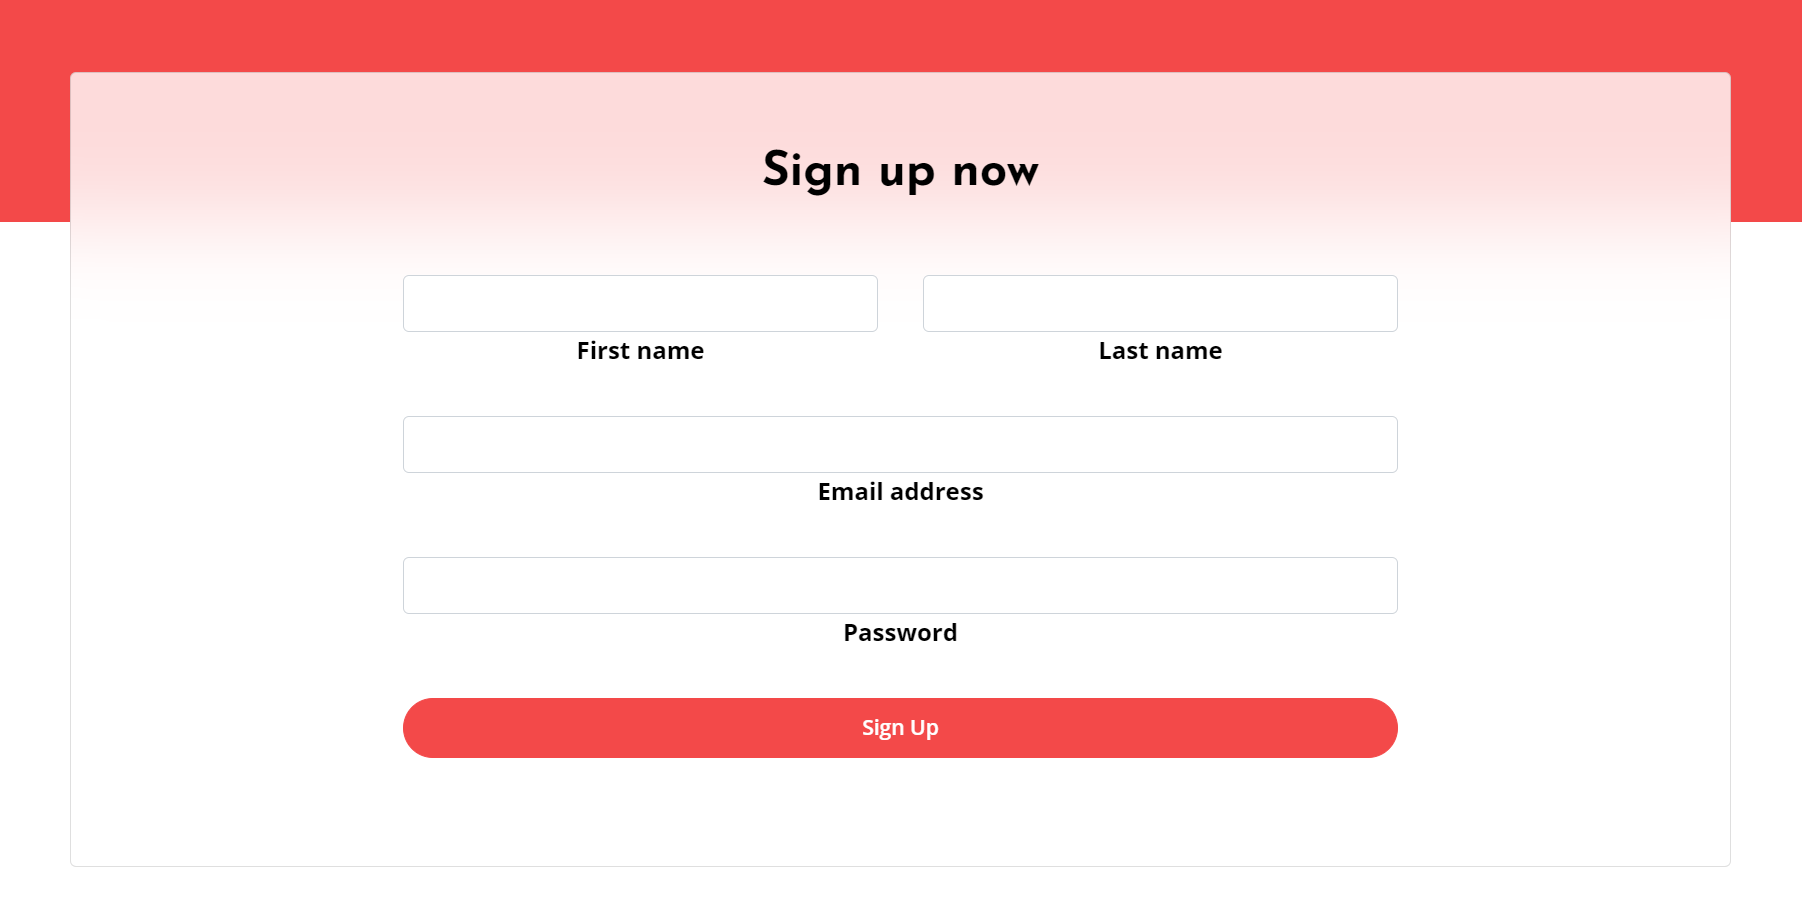 Sign up now
First name
Last name
Email address
Password
Sign Up